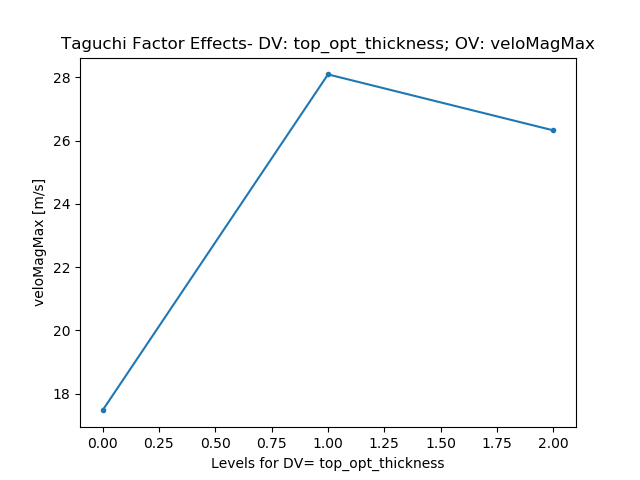 Taguchi Factor Effects- DV: top_opt_thickness; OV: veloMagMax
28
26
24
22
20
18
veloMagMax [m/s]
0.00 0.25 0.50 0.75 1.00 1.25 1.50 1.75 2.00
Levels for DV= top_opt_thickness